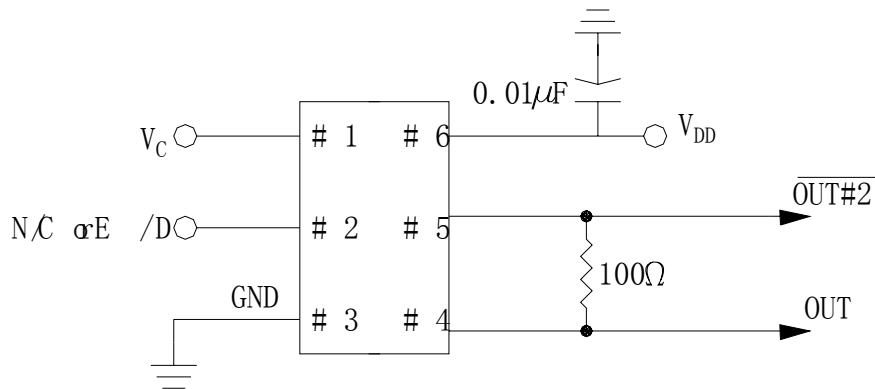 0.01μF
V_C
# 1
# 6
V_DD
N/C or E /D
# 2
# 5
OUT#2
100Ω
GND
# 3
# 4
OUT